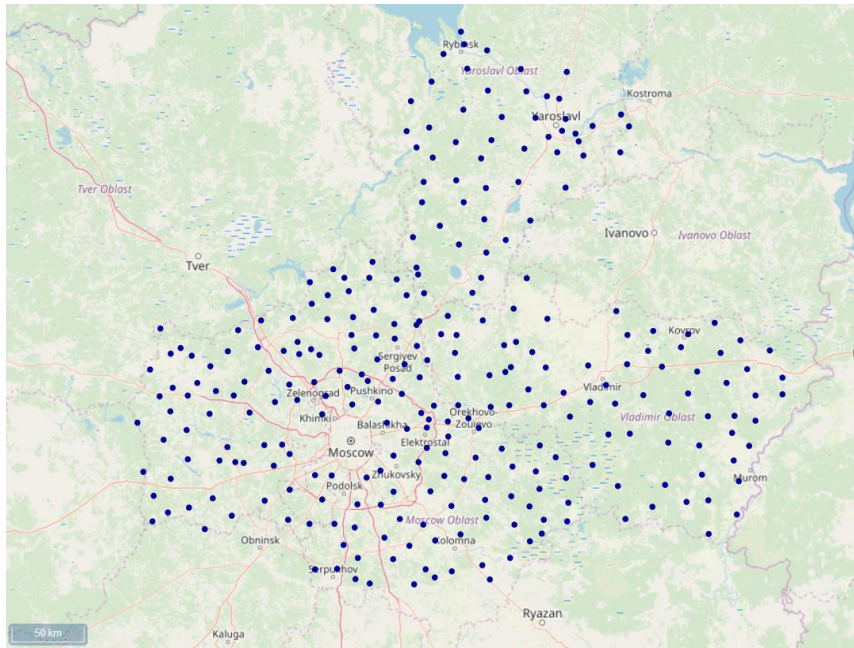 Rybinsk
Yaroslavl Oblast
Kostroma
Yaroslavl
Tver Oblast
Ivanovo
Ivanovo Oblast
Tver
Kovrov
Sergiyev
Posad
Vladimir
Zelenograd
Pushkino
Khimki
Balashikha
Orekhovo-
Zouievo
Vladimir Oblast
Elektrostal
Moscow
Zhukovsky
Murom
Podolsk
Moscow Oblast
Obninsk
Kolomna
Serpukhov
Ryazan
Kaluga
50 km